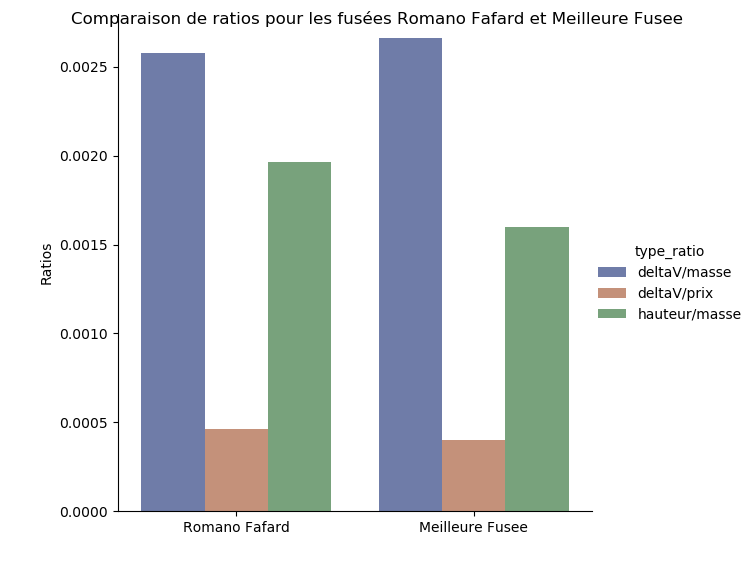 Comparaison de ratios pour les fusées Romano Fafard et Meilleure Fusee
0.0025
0.0020
0.0015
0.0010
0.0005
0.0000
Ratios
Romano Fafard
Meilleure Fusee
type_ratio
deltaV/masse
deltaV/prix
hauteur/masse